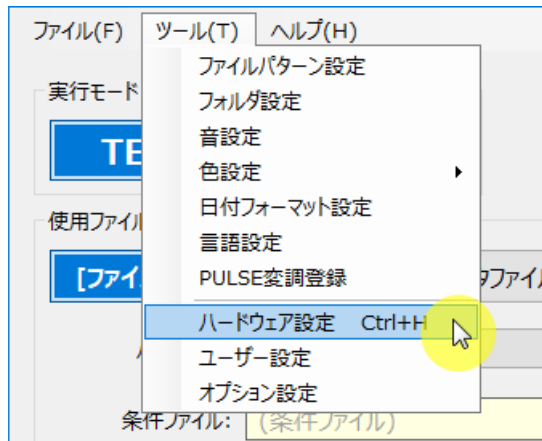 ファイル(F) ツール(T) ヘルプ(H)
ファイルパターン設定
実行モード
フォルダ設定
音設定
TE
色設定
日付フォーマット設定
使用ファイル
言語設定
[ファイ
PULSE変調登録
タファイル
ハードウェア設定 Ctrl+H
ユーザー設定
オプション設定
条件ファイル: (条件ファイル)